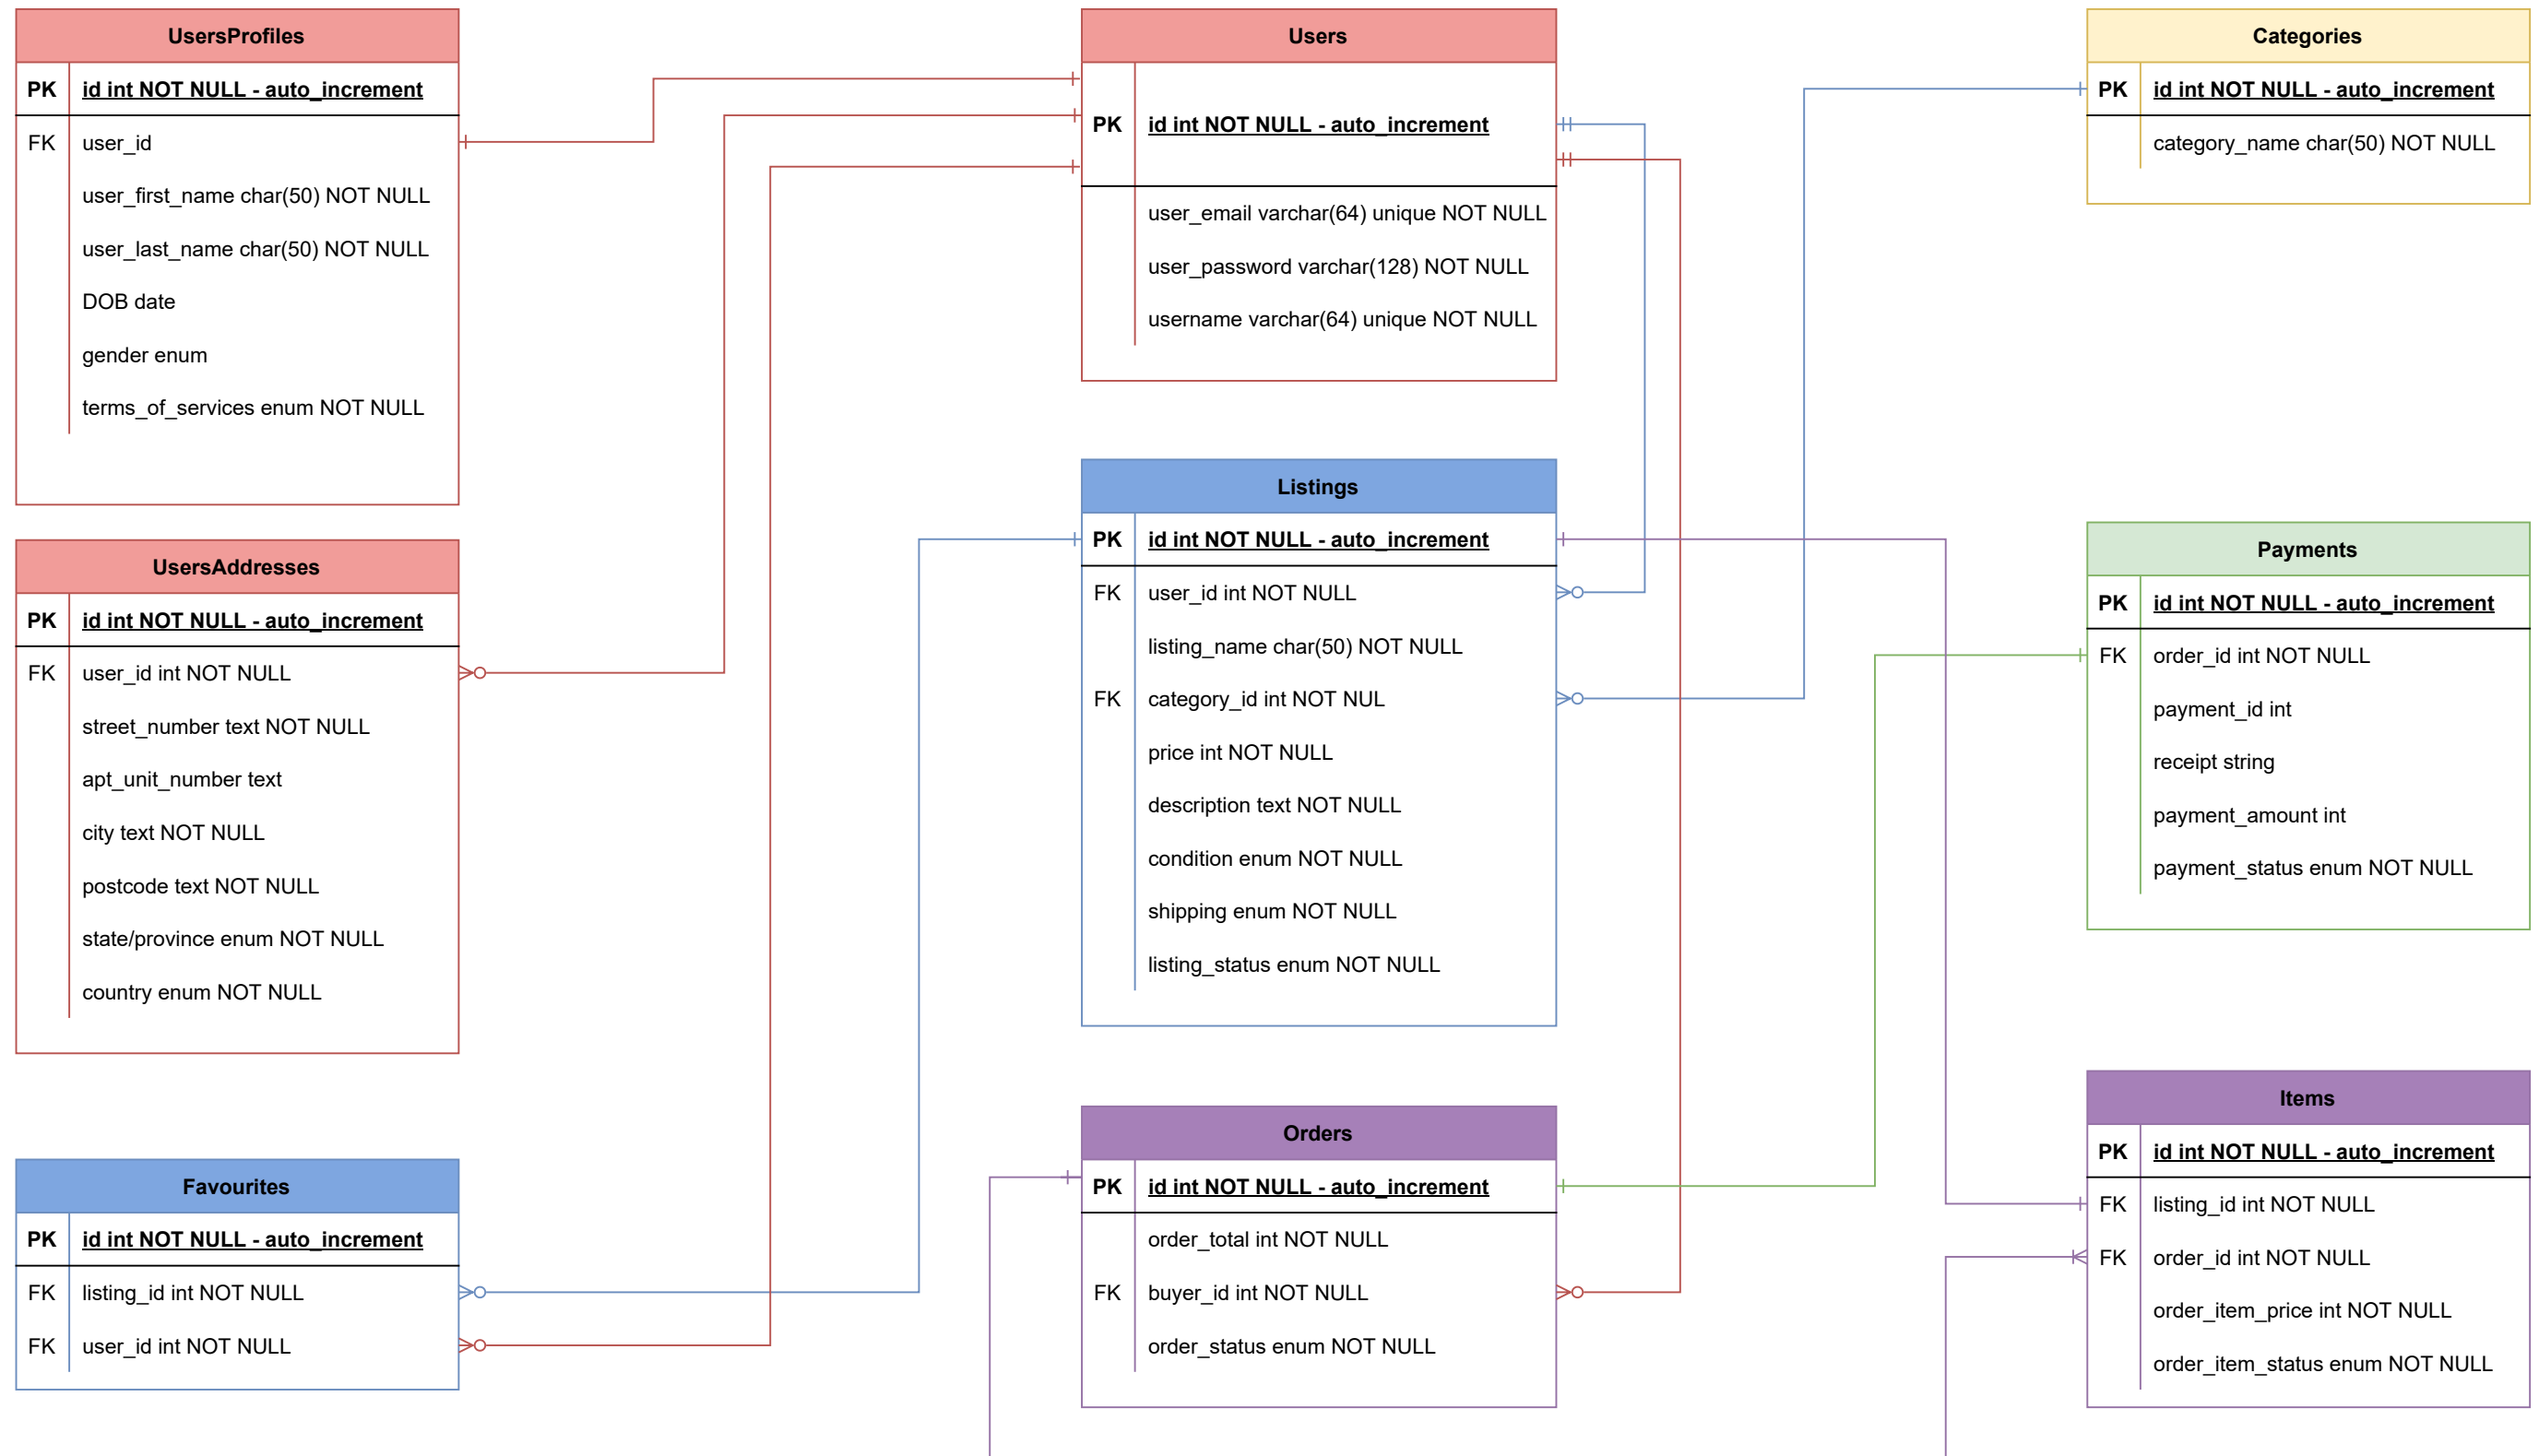 UsersProfiles
PK id int NOT NULL - auto_increment
FK user_id
user_first_name char(50) NOT NULL
user_last_name char(50) NOT NULL
DOB date
gender enum
terms_of_services enum NOT NULL
UsersAddresses
PK id int NOT NULL - auto_increment
FK user_id int NOT NULL
street_number text NOT NULL
apt_unit_number text
city text NOT NULL
postcode text NOT NULL
state/province enum NOT NULL
country enum NOT NULL
Favourites
PK id int NOT NULL - auto_increment
FK listing_id int NOT NULL
FK user_id int NOT NULL
Users
PK id int NOT NULL - auto_increment
user_email varchar(64) unique NOT NULL
user_password varchar(128) NOT NULL
username varchar(64) unique NOT NULL
Listings
PK id int NOT NULL - auto_increment
FK user_id int NOT NULL
listing_name char(50) NOT NULL
FK category_id int NOT NUL
price int NOT NULL
description text NOT NULL
condition enum NOT NULL
shipping enum NOT NULL
listing_status enum NOT NULL
Orders
PK id int NOT NULL - auto_increment
order_total int NOT NULL
FK buyer_id int NOT NULL
order_status enum NOT NULL
Categories
PK id int NOT NULL - auto_increment
category_name char(50) NOT NULL
Payments
PK id int NOT NULL - auto_increment
FK order_id int NOT NULL
payment_id int
receipt string
payment_amount int
payment_status enum NOT NULL
Items
PK id int NOT NULL - auto_increment
FK listing_id int NOT NULL
FK order_id int NOT NULL
order_item_price int NOT NULL
order_item_status enum NOT NULL